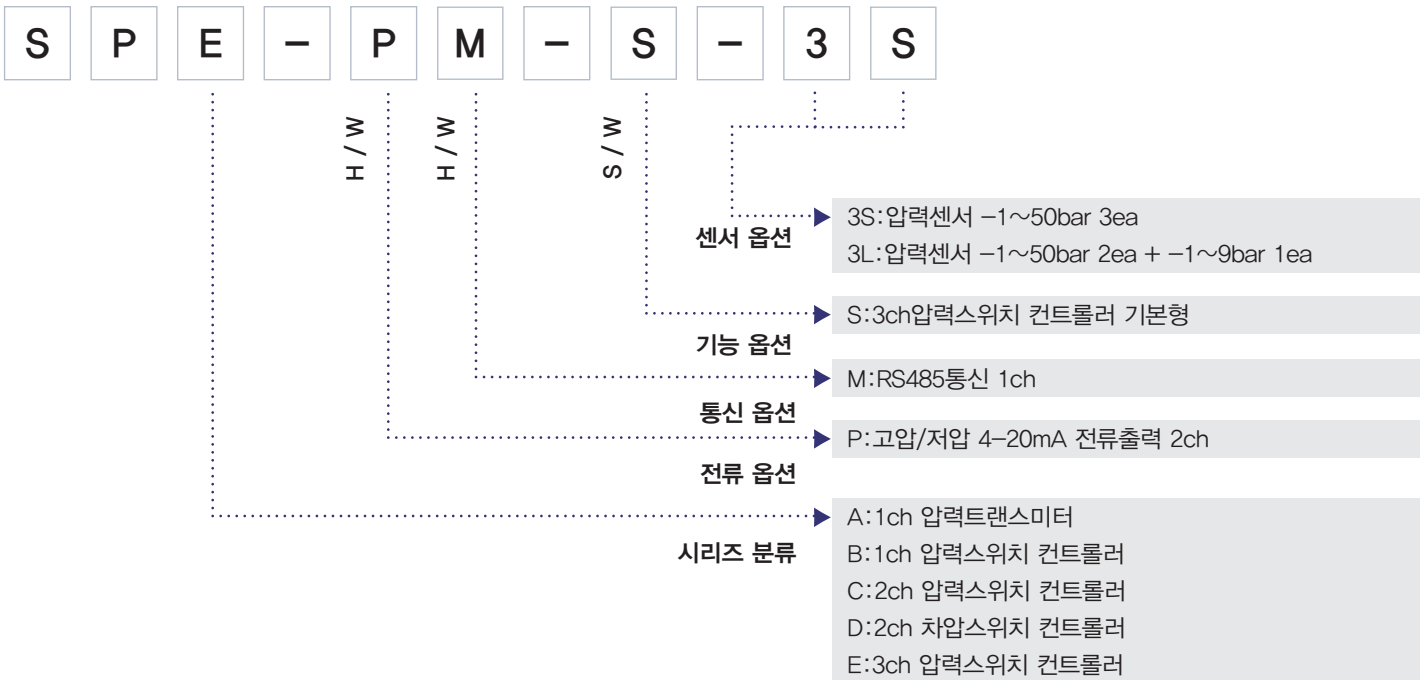 S P E – P M – S – 3 S
H / W
H / W
S / W
센서 옵션
3S:압력센서 –1～50bar 3ea
3L:압력센서 –1～50bar 2ea + –1～9bar 1ea
기능 옵션
S:3ch압력스위치 컨트롤러 기본형
통신 옵션
M:RS485통신 1ch
전류 옵션
P:고압/저압 4–20mA 전류출력 2ch
시리즈 분류
A:1ch 압력트랜스미터
B:1ch 압력스위치 컨트롤러
C:2ch 압력스위치 컨트롤러
D:2ch 차압스위치 컨트롤러
E:3ch 압력스위치 컨트롤러